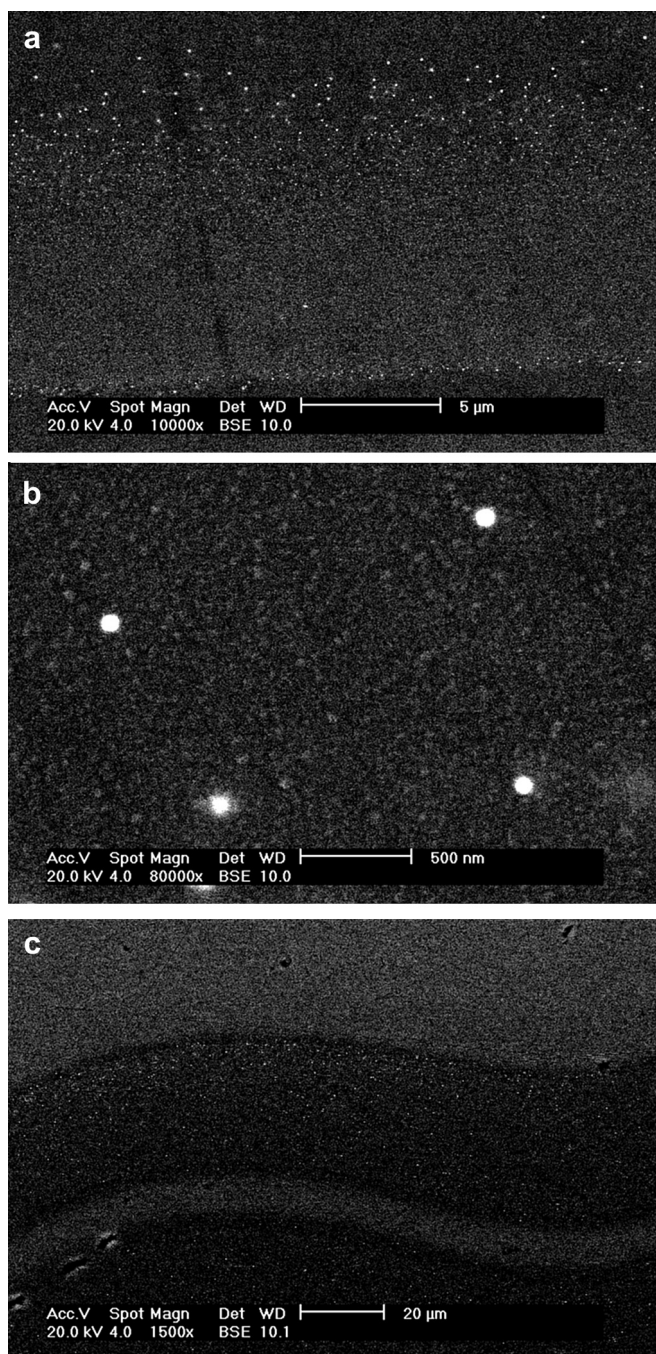 a
Acc.V Spot Magn Det WD 5 µm
20.0 kV 4.0 10000x BSE 10.0
b
Acc.V Spot Magn Det WD 500 nm
20.0 kV 4.0 80000x BSE 10.0
c
Acc.V Spot Magn Det WD 20 µm
20.0 kV 4.0 1500x BSE 10.1